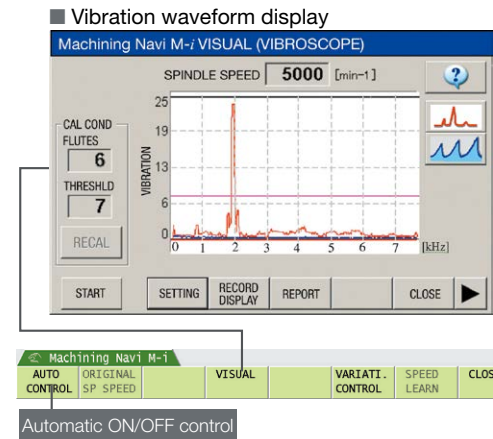 ■ Vibration waveform display
Machining Navi M-i VISUAL (VIBROSCOPE)
SPINDLE SPEED 5000 [min-1]
?
CAL COND
FLUTES
6
THRESHLD
7
RECAL
VIBRATION
25
19
13
6
0
0 1 2 3 4 5 6 7 [kHz]
START
SETTING
RECORD
DISPLAY
REPORT
CLOSE
Machining Navi M-i
AUTO
CONTROL
ORIGINAL
SP SPEED
VISUAL
VARIATI.
CONTROL
SPEED
LEARN
CLOS
Automatic ON/OFF control